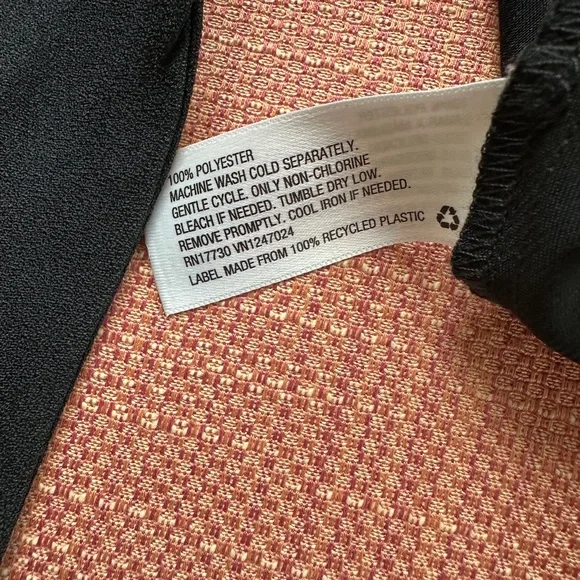 100% POLYESTER
MACHINE WASH COLD SEPARATELY.
GENTLE CYCLE. ONLY NON-CHLORINE
BLEACH IF NEEDED. TUMBLE DRY LOW.
REMOVE PROMPTLY. COOL IRON IF NEEDED.
RN17730 VN1247024
LABEL MADE FROM 100% RECYCLED PLASTIC